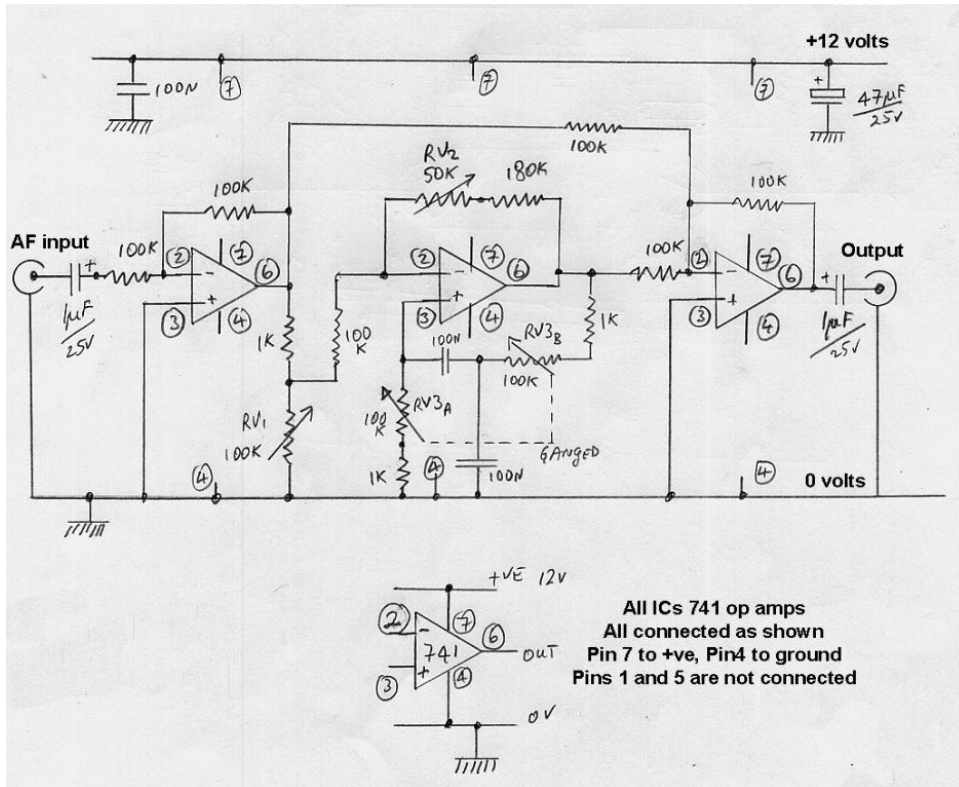 +12 volts
100N
⑦
⑦
⑦
+
47µF
25V
100K
RV2
50K
180K
100K
100K
AF input
+
100K
②
−
⑦
⑥
+
③
④
②
−
⑦
⑥
+
③
④
100K
②
−
⑦
⑥
+
③
④
Output
+
1µF
25V
1µF
25V
1K
100
K
100N
RV3B
100K
1K
RV1
100K
100
K
RV3A
GANGED
1K
100N
④
④
④
0 volts
+VE 12V
②
−
⑦
741
⑥
OUT
+
③
④
0V
All ICs 741 op amps
All connected as shown
Pin 7 to +ve, Pin4 to ground
Pins 1 and 5 are not connected